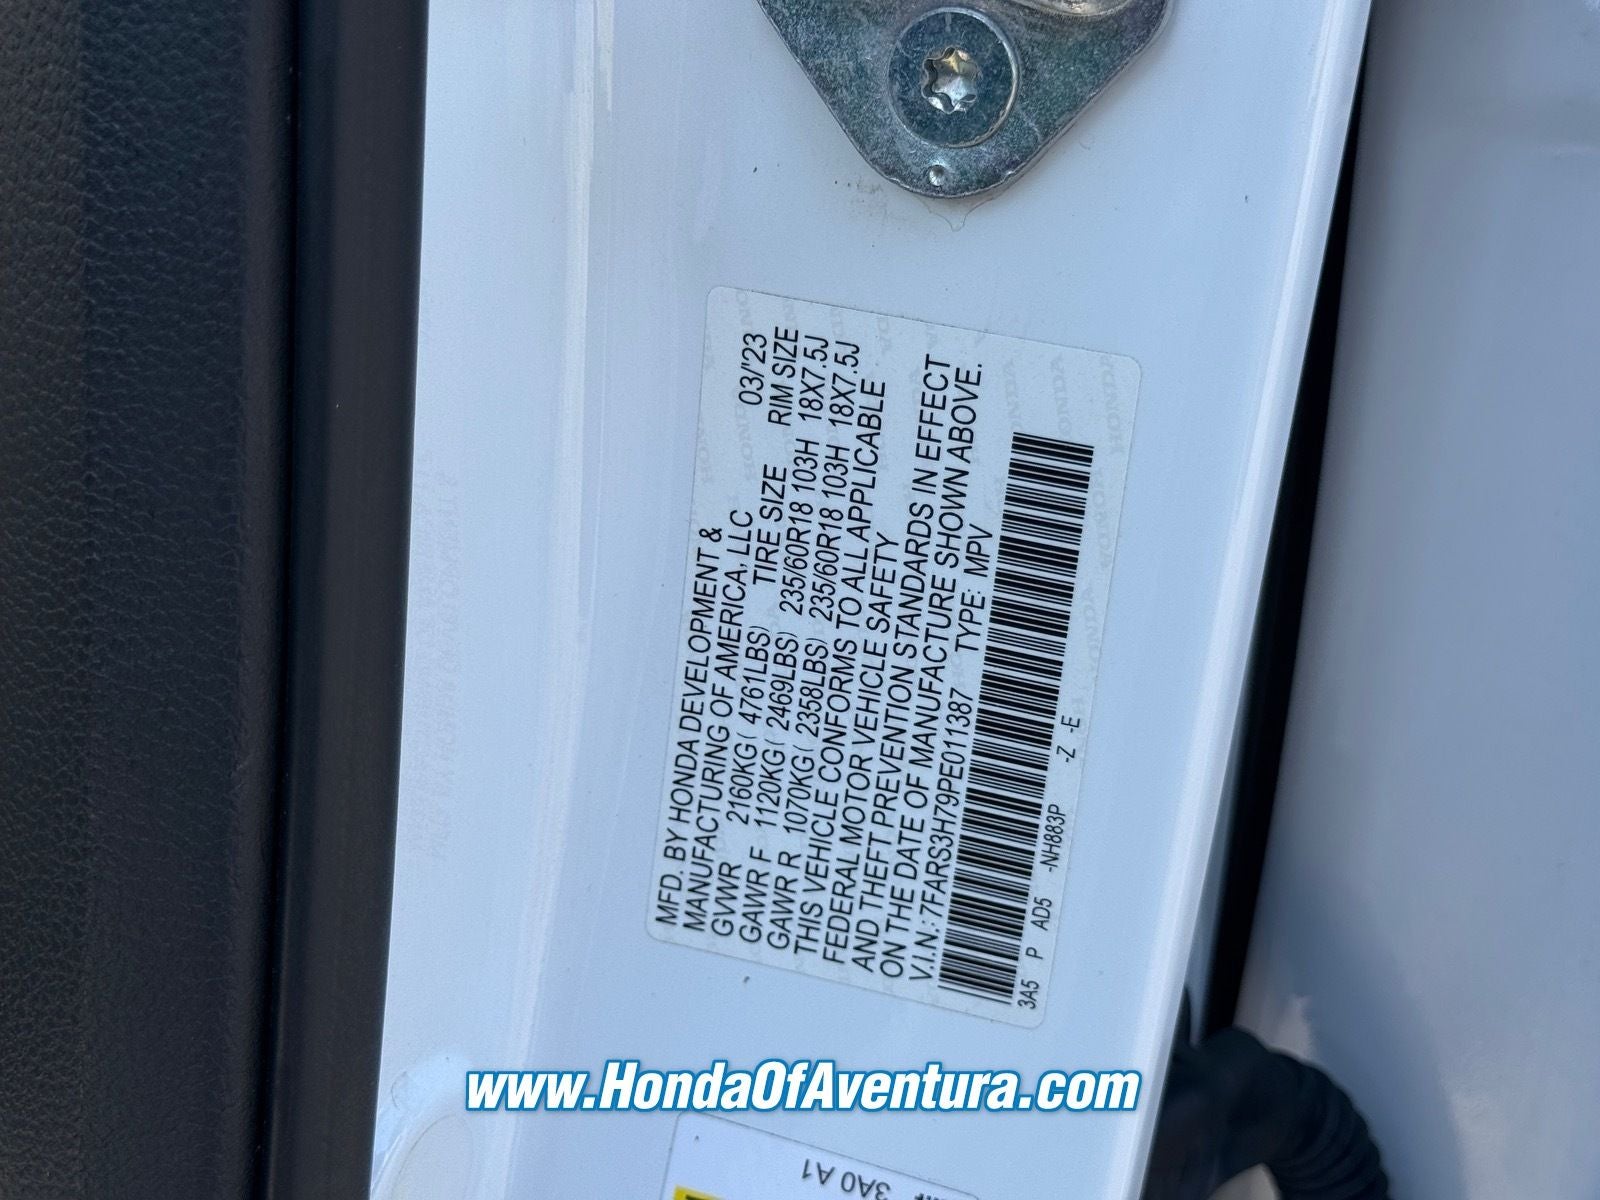 MFD. BY HONDA DEVELOPMENT &
MANUFACTURING OF AMERICA, LLC 03/'23
GVWR 2160KG( 4761LBS) TIRE SIZE RIM SIZE
GAWR F 1120KG( 2469LBS) 235/60R18 103H 18X7.5J
GAWR R 1070KG( 2358LBS) 235/60R18 103H 18X7.5J
THIS VEHICLE CONFORMS TO ALL APPLICABLE
FEDERAL MOTOR VEHICLE SAFETY
AND THEFT PREVENTION STANDARDS IN EFFECT
ON THE DATE OF MANUFACTURE SHOWN ABOVE.
V.I.N.: 7FARS3H79PE011387 TYPE: MPV
3A5 P AD5 -NH883P -Z -E
www.HondaOfAventura.com
3A0 A1